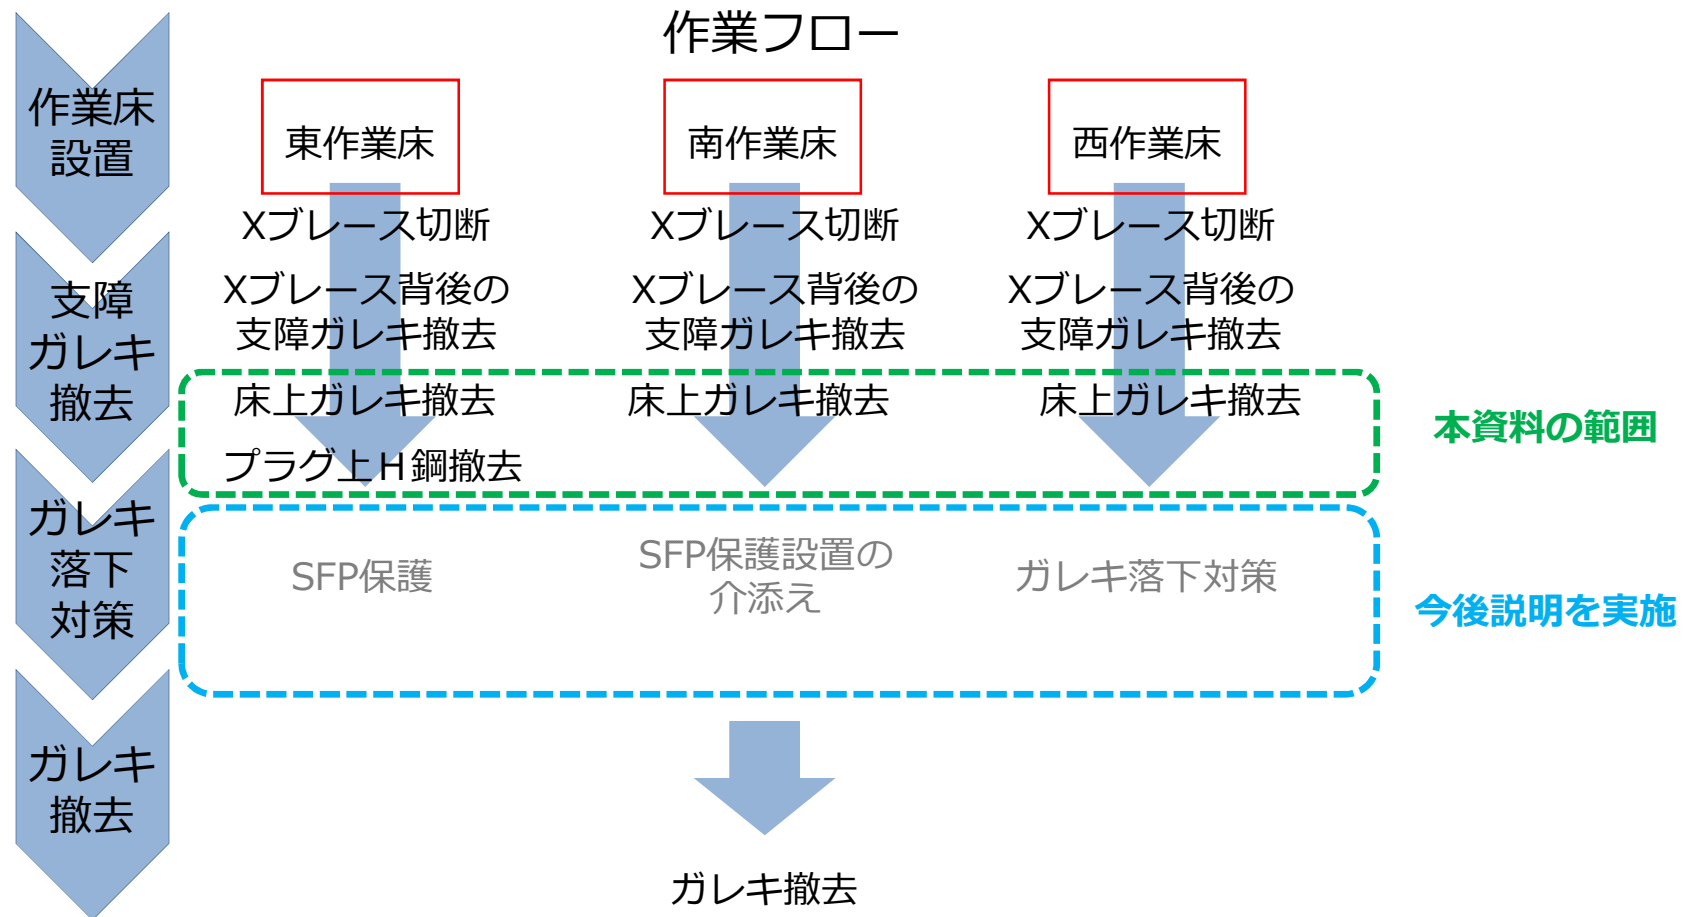 作業フロー
作業床
設置
支障
ガレキ
撤去
ガレキ
落下
対策
ガレキ
撤去
東作業床
南作業床
西作業床
Xブレース切断
Xブレース切断
Xブレース切断
Xブレース背後の
支障ガレキ撤去
Xブレース背後の
支障ガレキ撤去
Xブレース背後の
支障ガレキ撤去
床上ガレキ撤去
床上ガレキ撤去
床上ガレキ撤去
プラグ上H鋼撤去
本資料の範囲
SFP保護
SFP保護設置の
介添え
ガレキ落下対策
今後説明を実施
ガレキ撤去